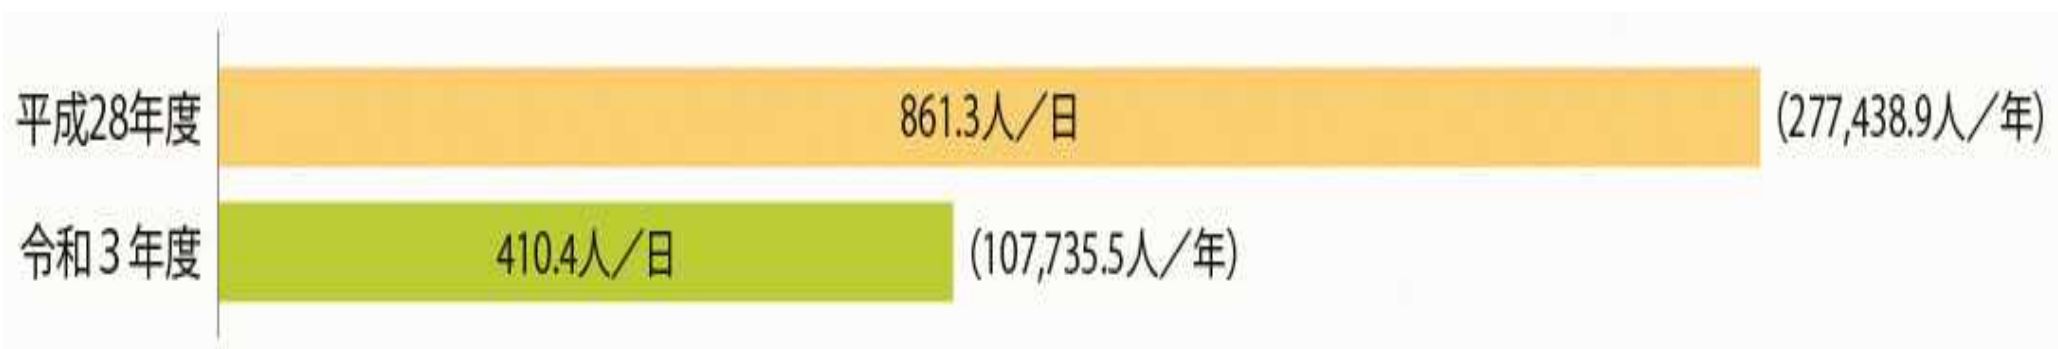 平成28年度 861.3人／日 (277,438.9人／年)
令和3年度 410.4人／日 (107,735.5人／年)